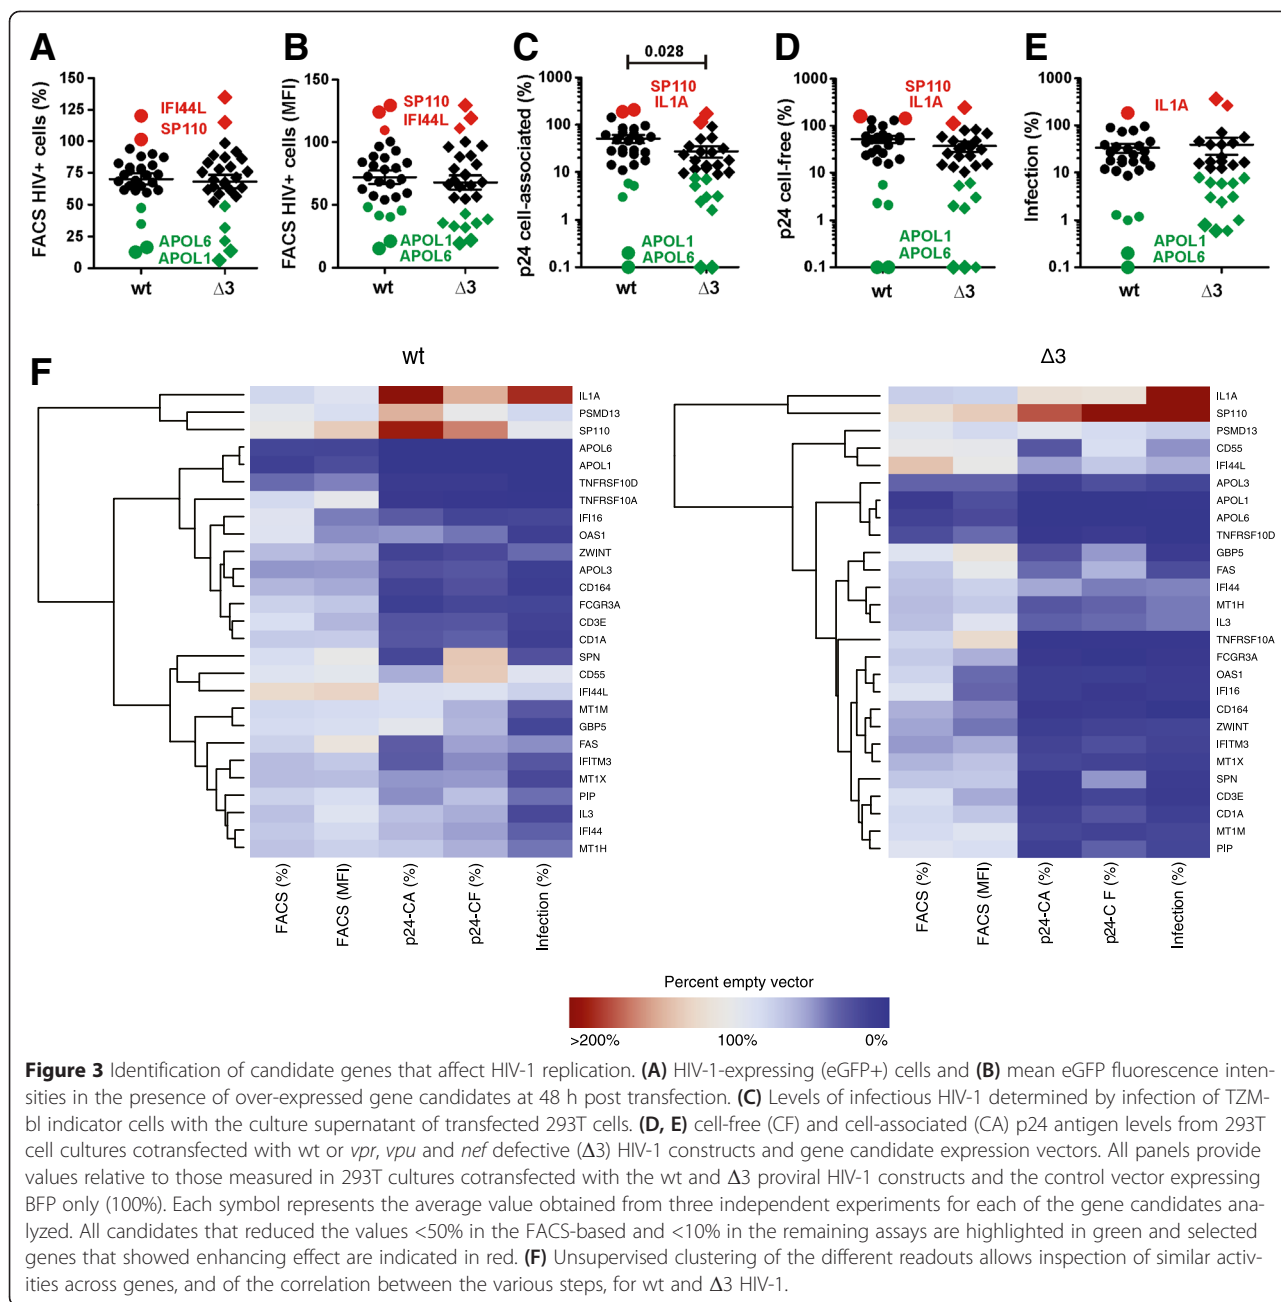 A
B
C
D
E
0.028
FACS HIV+ cells (%)
150
125
100
75
50
25
0
IFI44L
SP110
APOL6
APOL1
wt
Δ3
FACS HIV+ cells (MFI)
150
100
50
0
SP110
IFI44L
APOL1
APOL6
wt
Δ3
p24 cell-associated (%)
1000
100
10
1
0.1
SP110
IL1A
APOL1
APOL6
wt
Δ3
p24 cell-free (%)
1000
100
10
1
0.1
SP110
IL1A
APOL1
APOL6
wt
Δ3
Infection (%)
1000
100
10
1
0.1
IL1A
APOL1
APOL6
wt
Δ3
F
wt
IL1A
PSMD13
SP110
APOL6
APOL1
TNFRSF10D
TNFRSF10A
IFI16
OAS1
ZWINT
APOL3
CD164
FCGR3A
CD3E
CD1A
SPN
CD55
IFI44L
MT1M
GBP5
FAS
IFITM3
MT1X
PIP
IL3
IFI44
MT1H
FACS (%)
FACS (MFI)
p24-CA (%)
p24-CF (%)
Infection (%)
Δ3
IL1A
SP110
PSMD13
CD55
IFI44L
APOL3
APOL1
APOL6
TNFRSF10D
GBP5
FAS
IFI44
MT1H
IL3
TNFRSF10A
FCGR3A
OAS1
IFI16
CD164
ZWINT
IFITM3
MT1X
SPN
CD3E
CD1A
MT1M
PIP
FACS (%)
FACS (MFI)
p24-CA (%)
p24-C F (%)
Infection (%)
Percent empty vector
>200% 100% 0%
Figure 3 Identification of candidate genes that affect HIV-1 replication. (A) HIV-1-expressing (eGFP+) cells and (B) mean eGFP fluorescence inten-
sities in the presence of over-expressed gene candidates at 48 h post transfection. (C) Levels of infectious HIV-1 determined by infection of TZM-
bl indicator cells with the culture supernatant of transfected 293T cells. (D, E) cell-free (CF) and cell-associated (CA) p24 antigen levels from 293T
cell cultures cotransfected with wt or vpr, vpu and nef defective (Δ3) HIV-1 constructs and gene candidate expression vectors. All panels provide
values relative to those measured in 293T cultures cotransfected with the wt and Δ3 proviral HIV-1 constructs and the control vector expressing
BFP only (100%). Each symbol represents the average value obtained from three independent experiments for each of the gene candidates ana-
lyzed. All candidates that reduced the values <50% in the FACS-based and <10% in the remaining assays are highlighted in green and selected
genes that showed enhancing effect are indicated in red. (F) Unsupervised clustering of the different readouts allows inspection of similar activ-
ities across genes, and of the correlation between the various steps, for wt and Δ3 HIV-1.